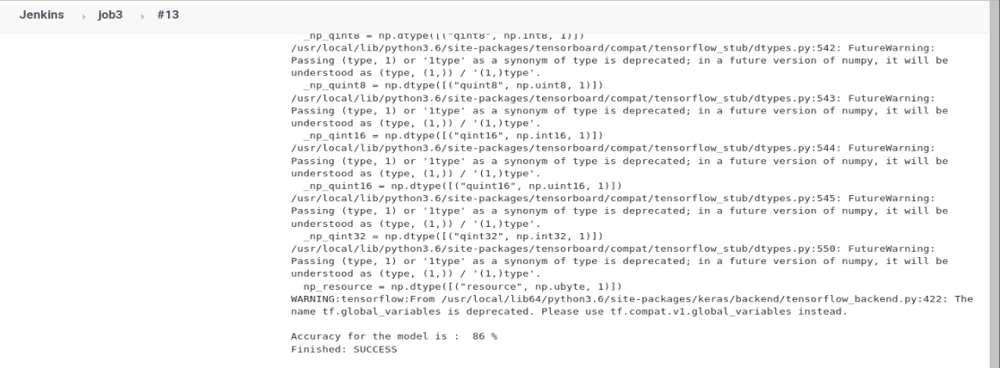 Jenkins › job3 › #13
_np_qint8 = np.dtype([("qint8", np.int8, 1)])
/usr/local/lib/python3.6/site-packages/tensorboard/compat/tensorflow_stub/dtypes.py:542: FutureWarning:
Passing (type, 1) or '1type' as a synonym of type is deprecated; in a future version of numpy, it will be
understood as (type, (1,)) / '(1,)type'.
_np_quint8 = np.dtype([("quint8", np.uint8, 1)])
/usr/local/lib/python3.6/site-packages/tensorboard/compat/tensorflow_stub/dtypes.py:543: FutureWarning:
Passing (type, 1) or '1type' as a synonym of type is deprecated; in a future version of numpy, it will be
understood as (type, (1,)) / '(1,)type'.
_np_qint16 = np.dtype([("qint16", np.int16, 1)])
/usr/local/lib/python3.6/site-packages/tensorboard/compat/tensorflow_stub/dtypes.py:544: FutureWarning:
Passing (type, 1) or '1type' as a synonym of type is deprecated; in a future version of numpy, it will be
understood as (type, (1,)) / '(1,)type'.
_np_quint16 = np.dtype([("quint16", np.uint16, 1)])
/usr/local/lib/python3.6/site-packages/tensorboard/compat/tensorflow_stub/dtypes.py:545: FutureWarning:
Passing (type, 1) or '1type' as a synonym of type is deprecated; in a future version of numpy, it will be
understood as (type, (1,)) / '(1,)type'.
_np_qint32 = np.dtype([("qint32", np.int32, 1)])
/usr/local/lib/python3.6/site-packages/tensorboard/compat/tensorflow_stub/dtypes.py:550: FutureWarning:
Passing (type, 1) or '1type' as a synonym of type is deprecated; in a future version of numpy, it will be
understood as (type, (1,)) / '(1,)type'.
np_resource = np.dtype([("resource", np.ubyte, 1)])
WARNING:tensorflow:From /usr/local/lib64/python3.6/site-packages/keras/backend/tensorflow_backend.py:422: The
name tf.global_variables is deprecated. Please use tf.compat.v1.global_variables instead.
Accuracy for the model is :  86 %
Finished: SUCCESS